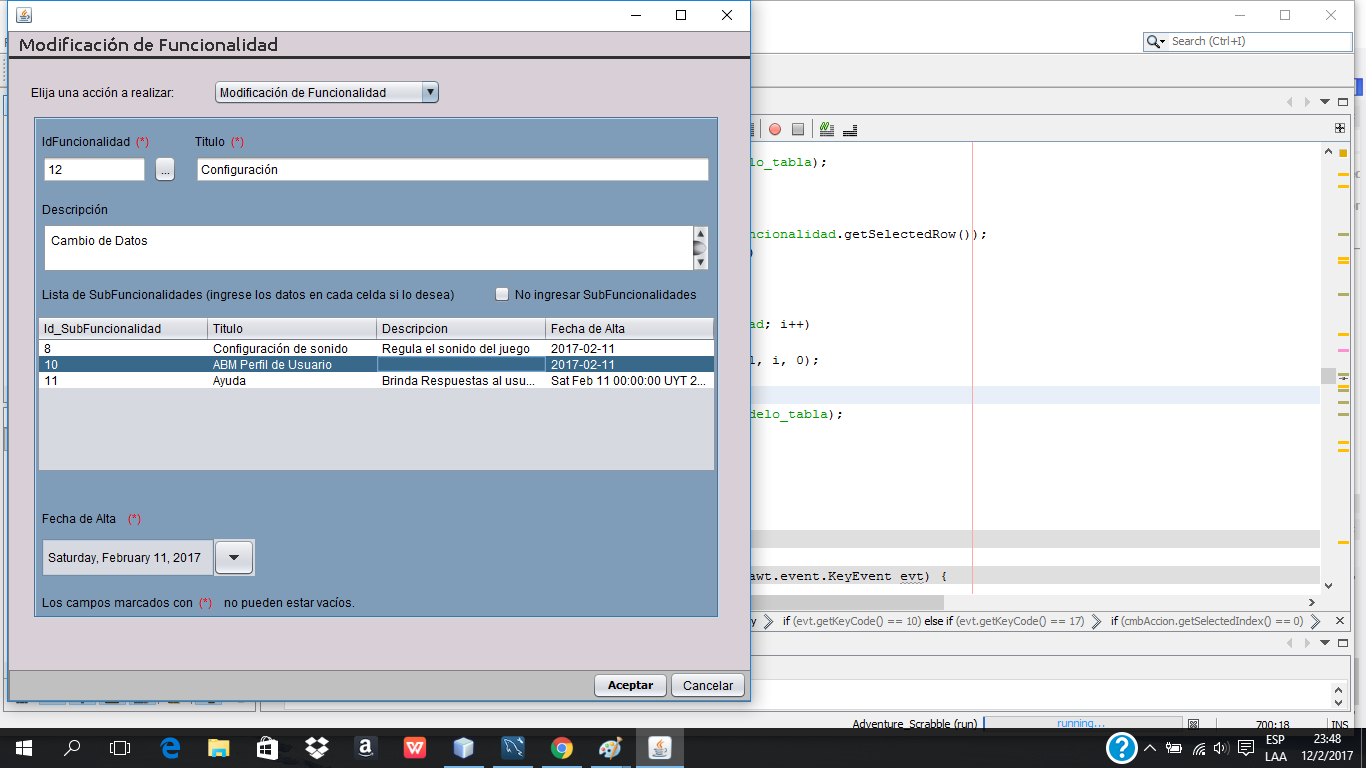 Modificación de Funcionalidad
Search (Ctrl+I)
Elija una acción a realizar: Modificación de Funcionalidad
IdFuncionalidad (*) Titulo (*)
12 ... Configuración
Descripción
Cambio de Datos
Lista de SubFuncionalidades (ingrese los datos en cada celda si lo desea) No ingresar SubFuncionalidades
Id_SubFuncionalidad Titulo Descripcion Fecha de Alta
8 Configuración de sonido Regula el sonido del juego 2017-02-11
10 ABM Perfil de Usuario 2017-02-11
11 Ayuda Brinda Respuestas al usu... Sat Feb 11 00:00:00 UYT 2...
Fecha de Alta (*)
Saturday, February 11, 2017
Los campos marcados con (*) no pueden estar vacíos.
Aceptar Cancelar
lo_tabla);
ncionalidad.getSelectedRow());
)
ad; i++)
l, i, 0);
delo_tabla);
awt.event.KeyEvent evt) {
y if (evt.getKeyCode() == 10) else if (evt.getKeyCode() == 17) if (cmbAccion.getSelectedIndex() == 0)
Adventure_Scrabble (run) running... 700:18 INS
ESP 23:48
LAA 12/2/2017